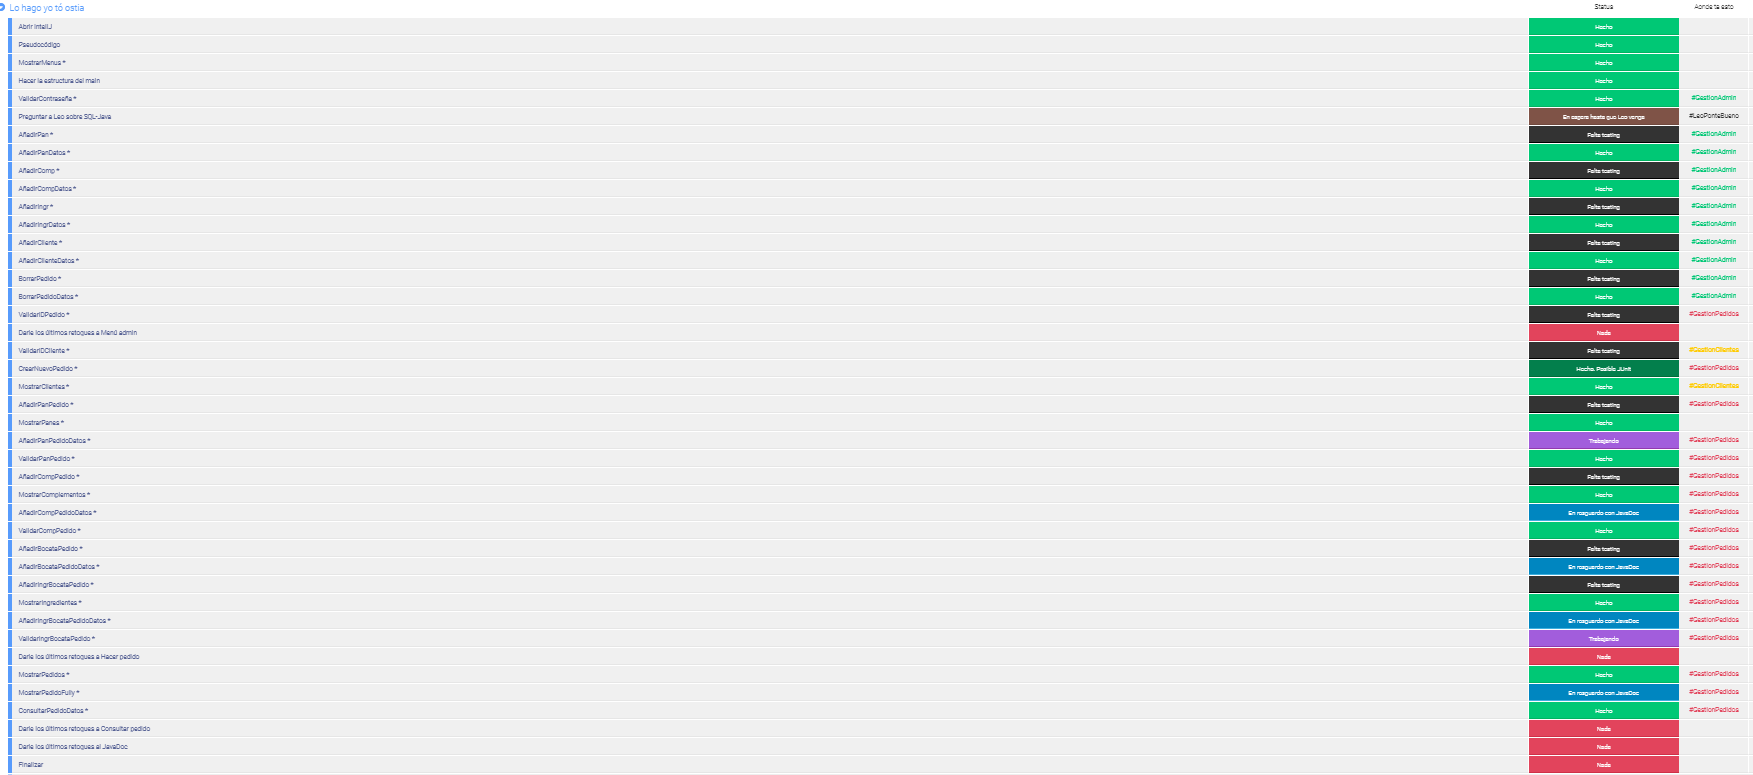 Lo hago yo tó ostia Status Aonde ta esto
Abrir InteliJ Hecho
Pseudocódigo Hecho
MostrarMenus * Hecho
Hacer la estructura del main Hecho
ValidarContraseña * Hecho #GestionAdmin
Preguntar a Leo sobre SQL-Java En espera hasta que Leo venga #LeoPonteBueno
AñadirPan * Falta testing #GestionAdmin
AñadirPanDatos * Hecho #GestionAdmin
AñadirComp * Falta testing #GestionAdmin
AñadirCompDatos * Hecho #GestionAdmin
AñadirIngr * Falta testing #GestionAdmin
AñadirIngrDatos * Hecho #GestionAdmin
AñadirCliente * Falta testing #GestionAdmin
AñadirClienteDatos * Hecho #GestionAdmin
BorrarPedido * Falta testing #GestionAdmin
BorrarPedidoDatos * Hecho #GestionAdmin
ValidarIDPedido * Falta testing #GestionPedidos
Darle los últimos retoques a Menú admin Nada
ValidarIDCliente * Falta testing #GestionClientes
CrearNuevoPedido * Hecho. Posible JUnit #GestionPedidos
MostrarClientes * Hecho #GestionClientes
AñadirPanPedido * Falta testing #GestionPedidos
MostrarPanes * Hecho
AñadirPanPedidoDatos * Trabajando #GestionPedidos
ValidarPanPedido * Hecho #GestionPedidos
AñadirCompPedido * Falta testing #GestionPedidos
MostrarComplementos * Hecho #GestionPedidos
AñadirCompPedidoDatos * En resguardo con JavaDoc #GestionPedidos
ValidarCompPedido * Hecho #GestionPedidos
AñadirBocataPedido * Falta testing #GestionPedidos
AñadirBocataPedidoDatos * En resguardo con JavaDoc #GestionPedidos
AñadirIngrBocataPedido * Falta testing #GestionPedidos
MostrarIngredientes * Hecho #GestionPedidos
AñadirIngrBocataPedidoDatos * En resguardo con JavaDoc #GestionPedidos
ValidarIngrBocataPedido * Trabajando #GestionPedidos
Darle los últimos retoques a Hacer pedido Nada
MostrarPedidos * Hecho #GestionPedidos
MostrarPedidoFully * En resguardo con JavaDoc #GestionPedidos
ConsultarPedidoDatos * Hecho #GestionPedidos
Darle los últimos retoques a Consultar pedido Nada
Darle los últimos retoques al JavaDoc Nada
Finalizar Nada